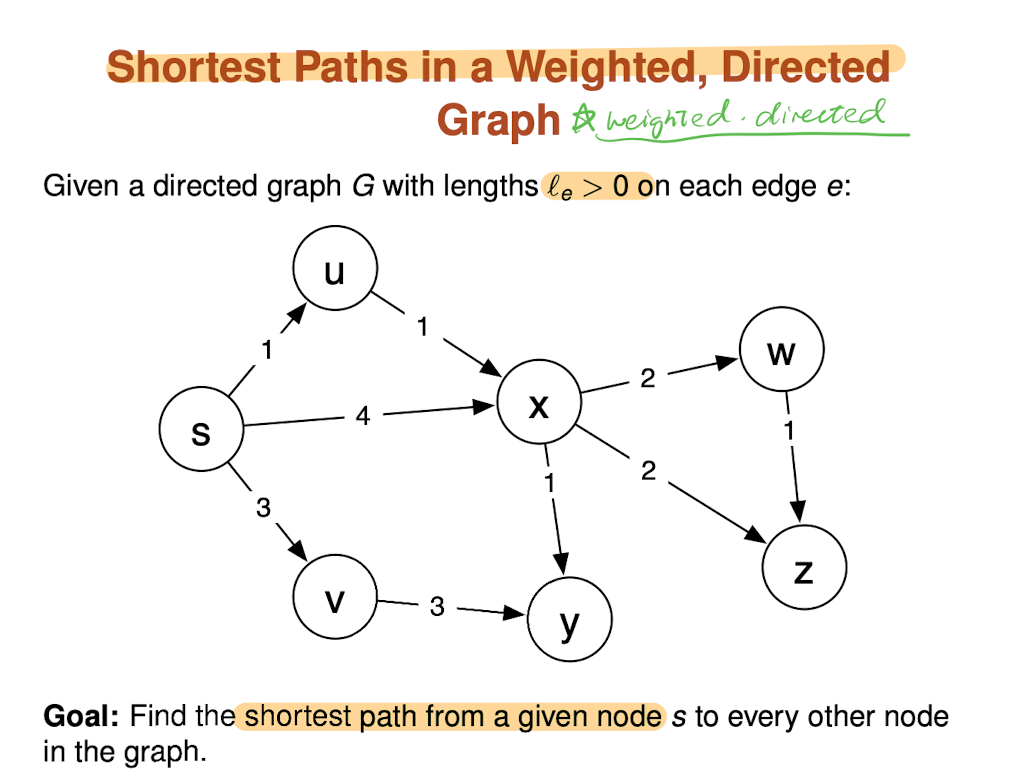 Shortest Paths in a Weighted, Directed
Graph ☆ weighted. directed
Given a directed graph G with lengths ℓe > 0 on each edge e:
u
1
1
w
s
4
x
2
1
3
1
2
v
3
y
z
Goal: Find the shortest path from a given node s to every other node
in the graph.